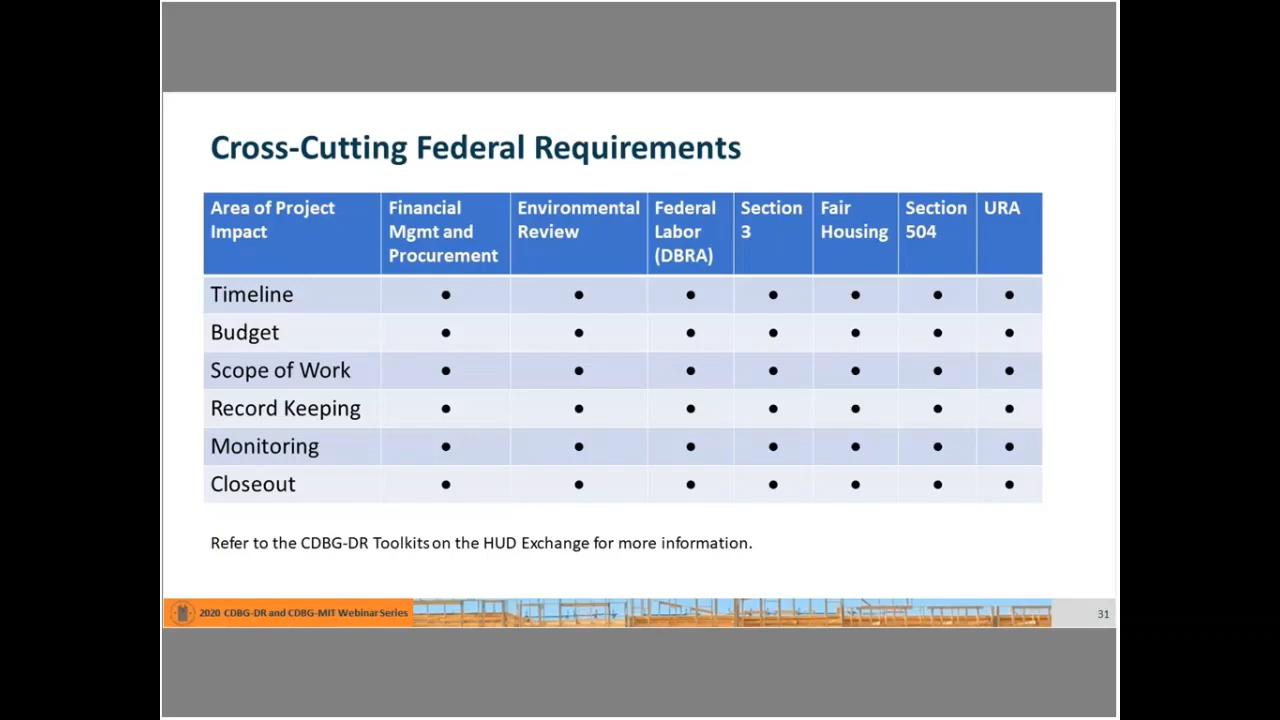 Cross-Cutting Federal Requirements
Area of Project Impact | Financial Mgmt and Procurement | Environmental Review | Federal Labor (DBRA) | Section 3 | Fair Housing | Section 504 | URA
Timeline | ● | ● | ● | ● | ● | ● | ●
Budget | ● | ● | ● | ● | ● | ● | ●
Scope of Work | ● | ● | ● | ● | ● | ● | ●
Record Keeping | ● | ● | ● | ● | ● | ● | ●
Monitoring | ● | ● | ● | ● | ● | ● | ●
Closeout | ● | ● | ● | ● | ● | ● | ●
Refer to the CDBG-DR Toolkits on the HUD Exchange for more information.
2020 CDBG-DR and CDBG-MIT Webinar Series
31